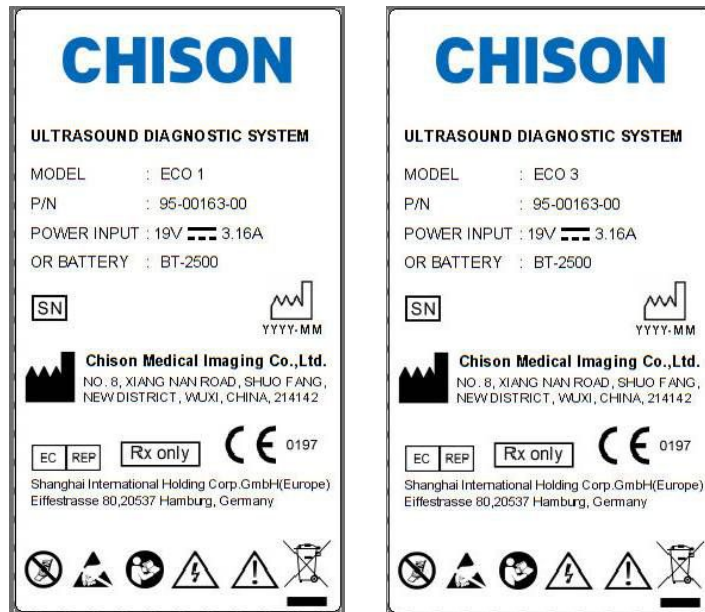 CHISON
ULTRASOUND DIAGNOSTIC SYSTEM
MODEL : ECO 1
P/N : 95-00163-00
POWER INPUT : 19V 3.16A
OR BATTERY : BT-2500
SN
YYYY-MM
Chison Medical Imaging Co.,Ltd.
NO. 8, XIANG NAN ROAD, SHUO FANG,
NEW DISTRICT, WUXI, CHINA, 214142
EC REP Rx only CE 0197
Shanghai International Holding Corp.GmbH(Europe)
Eiffestrasse 80,20537 Hamburg, Germany
CHISON
ULTRASOUND DIAGNOSTIC SYSTEM
MODEL : ECO 3
P/N : 95-00163-00
POWER INPUT : 19V 3.16A
OR BATTERY : BT-2500
SN
YYYY-MM
Chison Medical Imaging Co.,Ltd.
NO. 8, XIANG NAN ROAD, SHUO FANG,
NEW DISTRICT, WUXI, CHINA, 214142
EC REP Rx only CE 0197
Shanghai International Holding Corp.GmbH(Europe)
Eiffestrasse 80,20537 Hamburg, Germany